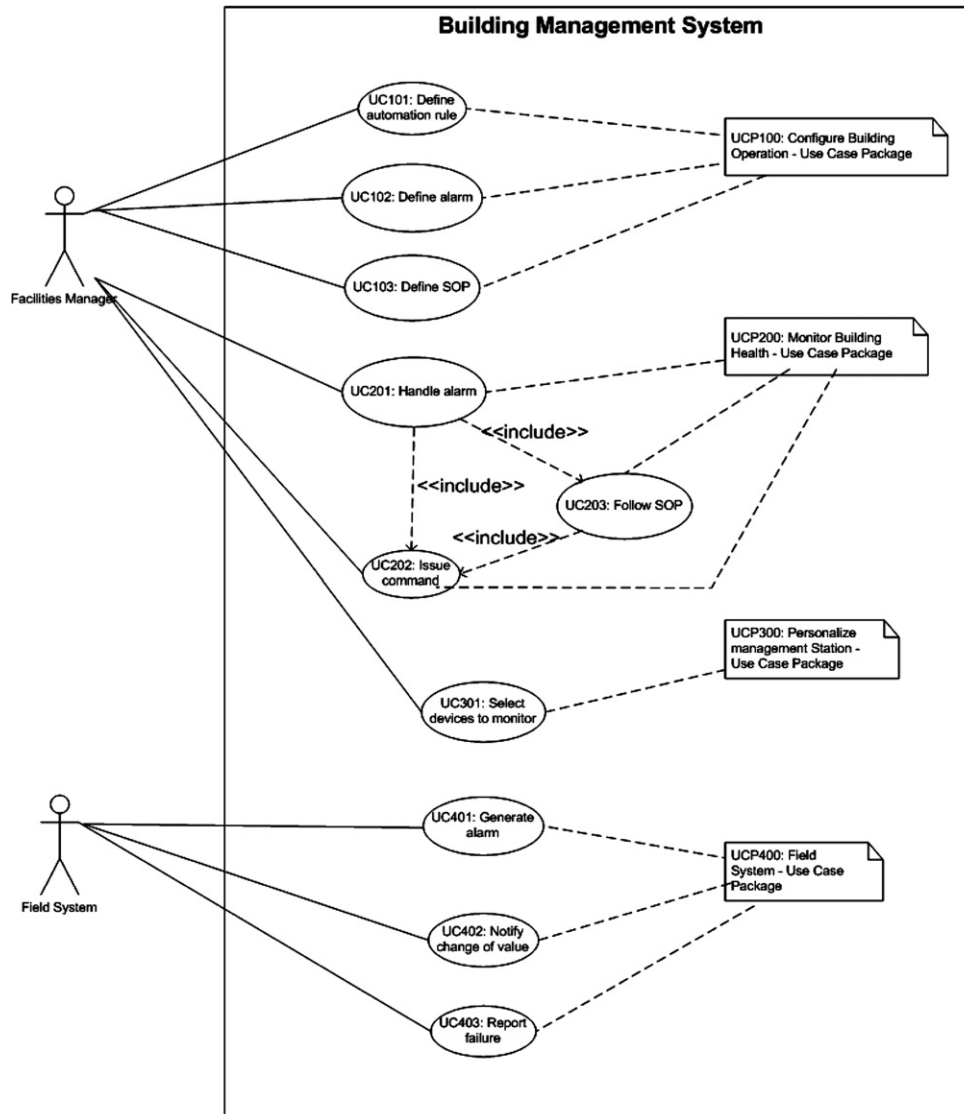 Building Management System
UC101: Define
automation rule
UCP100: Configure Building
Operation - Use Case Package
UC102: Define alarm
UC103: Define SOP
Facilities Manager
UCP200: Monitor Building
Health - Use Case Package
UC201: Handle alarm
<<include>>
<<include>>
UC203: Follow SOP
<<include>>
UC202: Issue
command
UCP300: Personalize
management Station -
Use Case Package
UC301: Select
devices to monitor
UC401: Generate
alarm
UCP400: Field
System - Use Case
Package
Field System
UC402: Notify
change of value
UC403: Report
failure